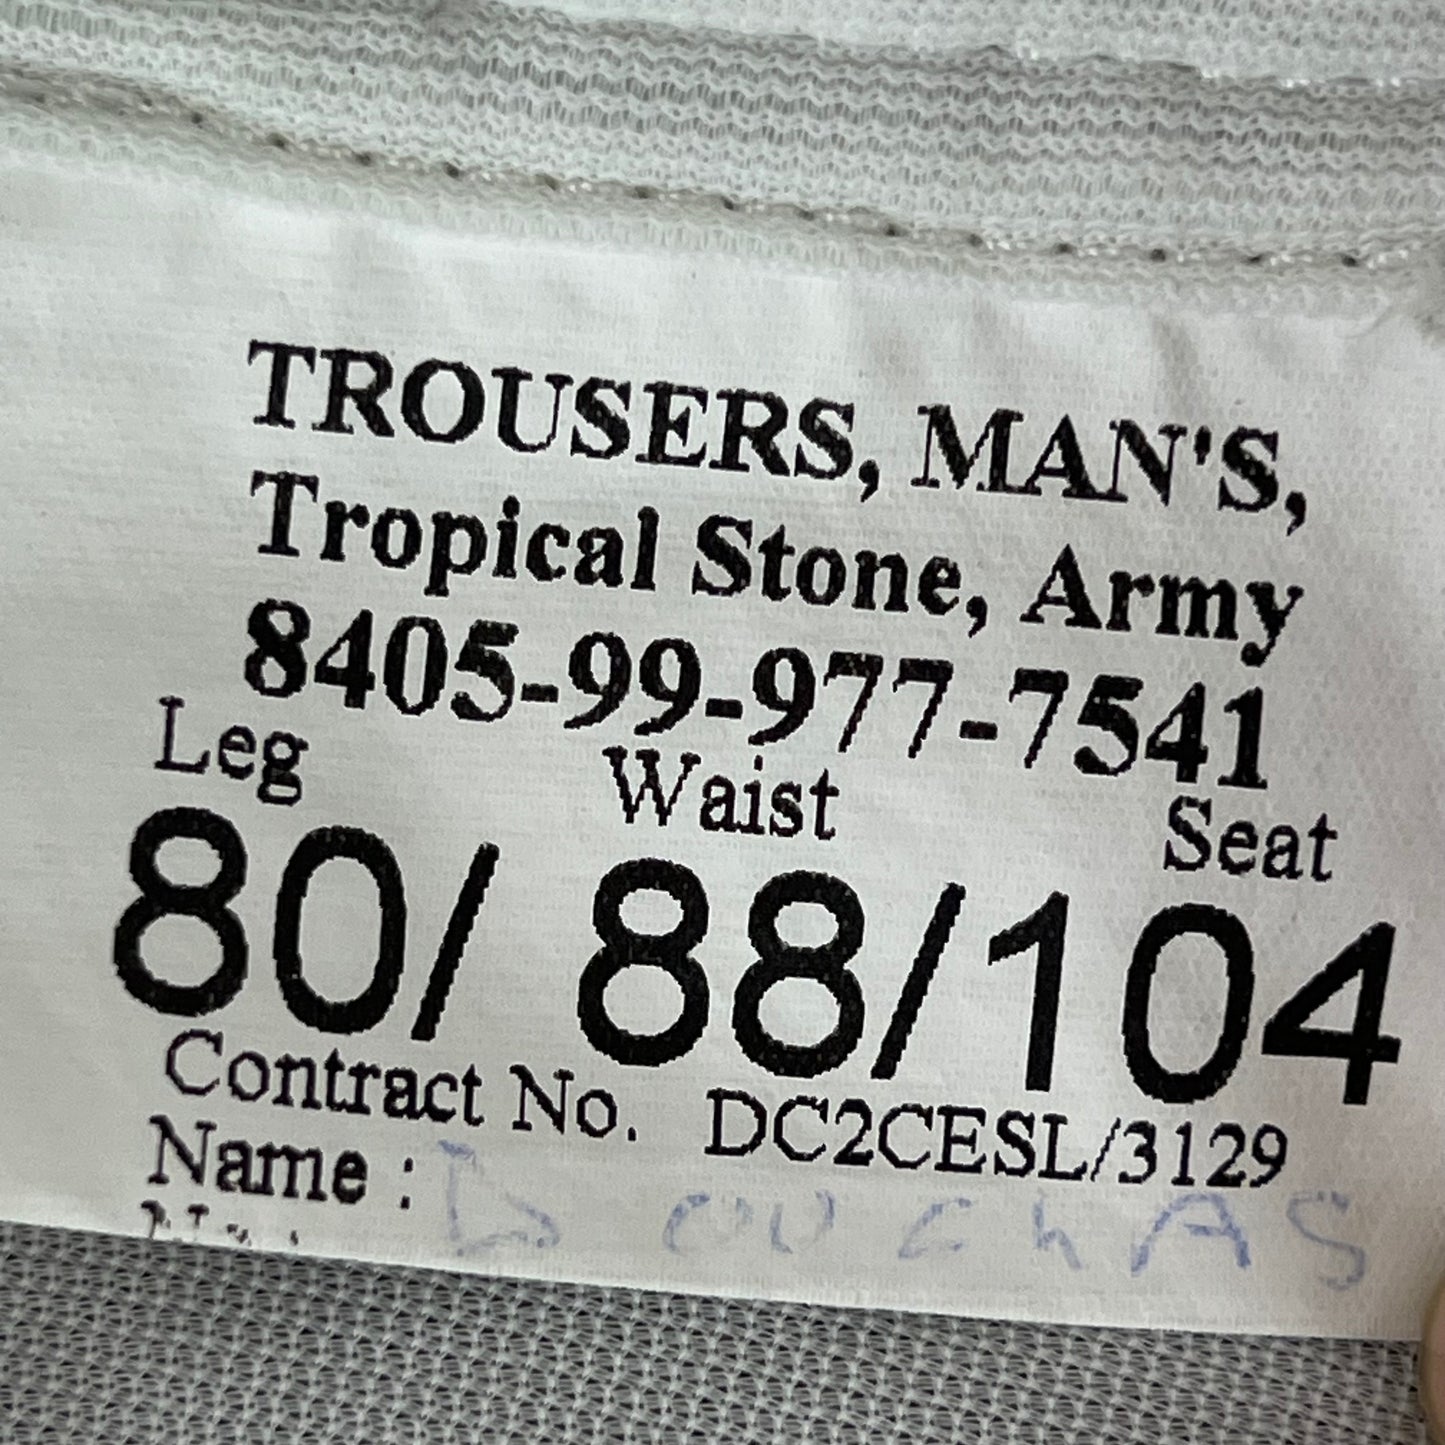 TROUSERS, MAN'S,
Tropical Stone, Army
8405-99-977-7541
Leg Waist Seat
80/ 88/104
Contract No. DC2CESL/3129
Name :